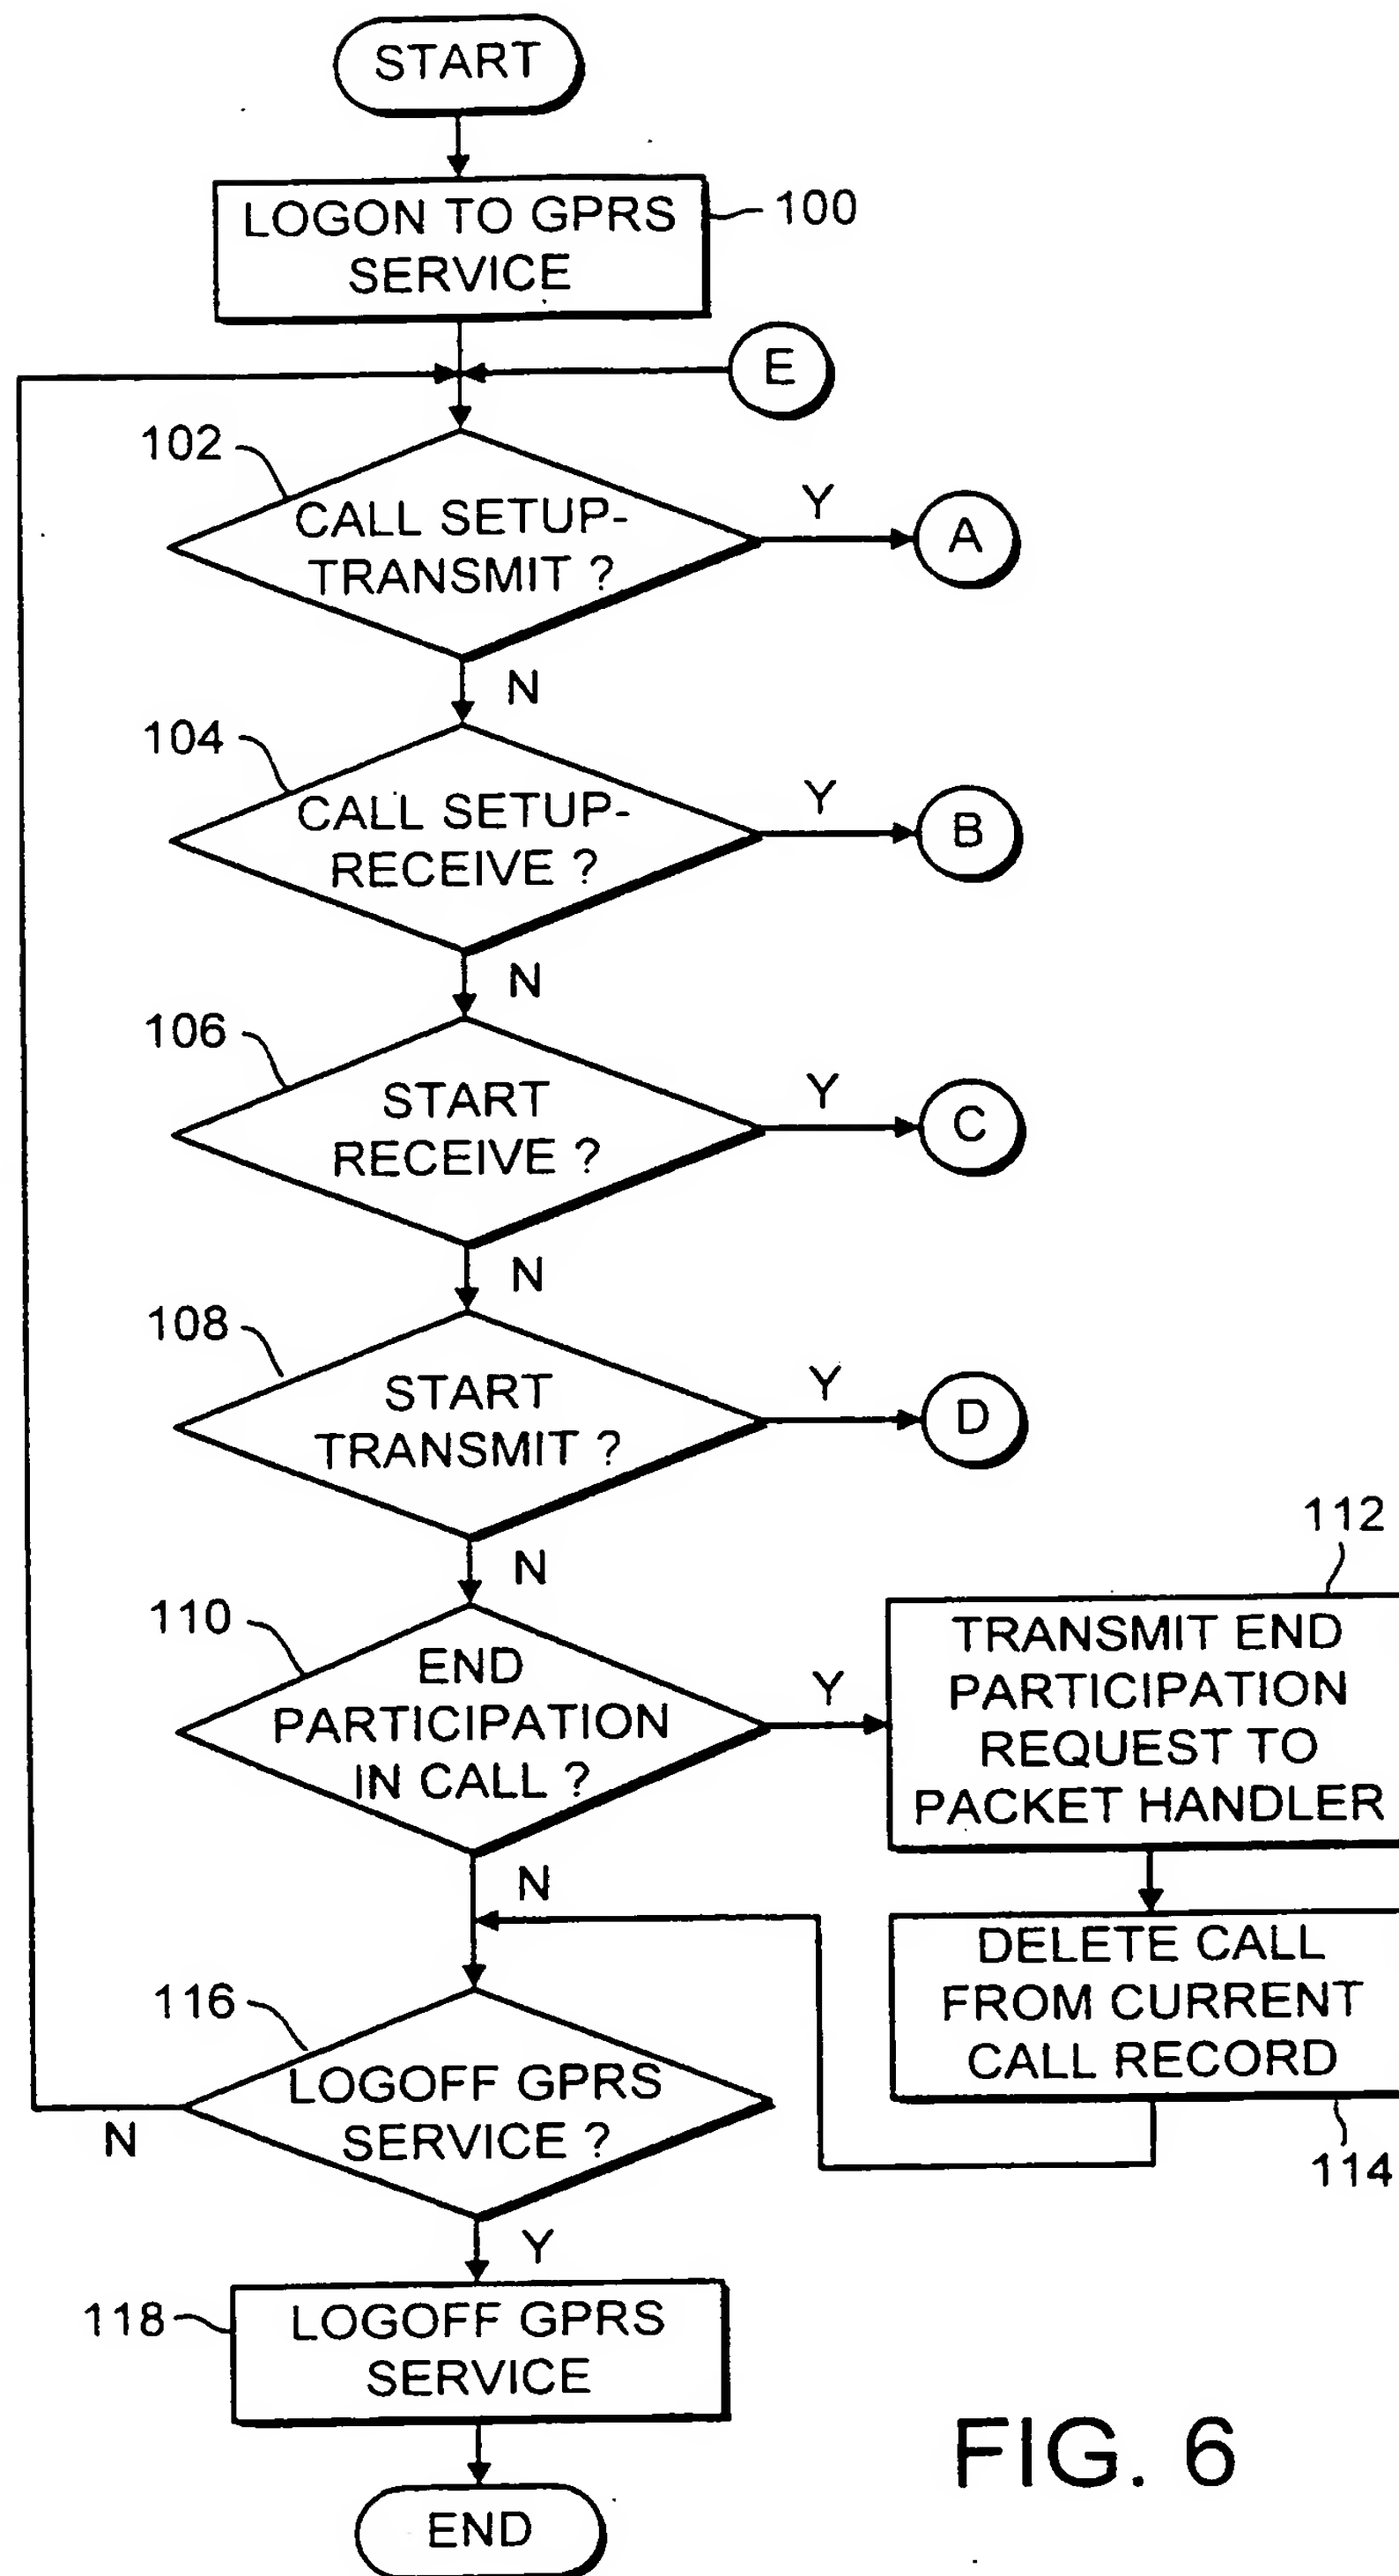 START
LOGON TO GPRS
SERVICE
100
E
102
CALL SETUP-
TRANSMIT ?
Y
A
N
104
CALL SETUP-
RECEIVE ?
Y
B
N
106
START
RECEIVE ?
Y
C
N
108
START
TRANSMIT ?
Y
D
N
110
END
PARTICIPATION
IN CALL ?
Y
112
TRANSMIT END
PARTICIPATION
REQUEST TO
PACKET HANDLER
N
DELETE CALL
FROM CURRENT
CALL RECORD
114
116
LOGOFF GPRS
SERVICE ?
N
Y
118
LOGOFF GPRS
SERVICE
END
FIG. 6